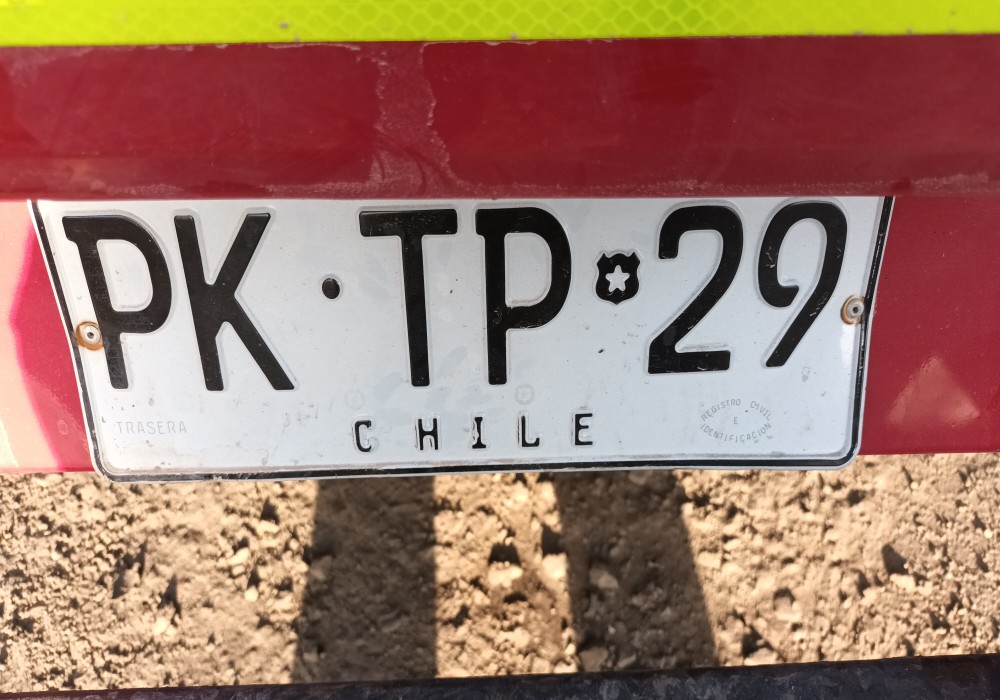 PK·TP 29
TRASERA
CHILE
REGISTRO CIVIL
E
IDENTIFICACION